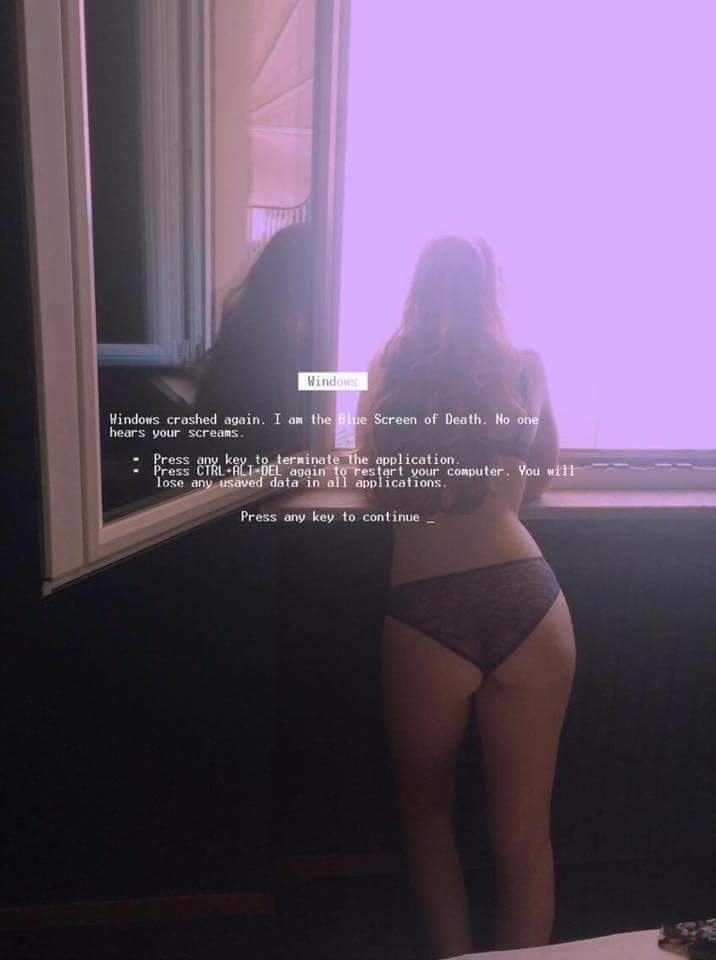 Windows
Windows crashed again. I am the Blue Screen of Death. No one
hears your screams.
* Press any key to terminate the application.
* Press CTRL+ALT+DEL again to restart your computer. You will
lose any usaved data in all applications.
Press any key to continue _